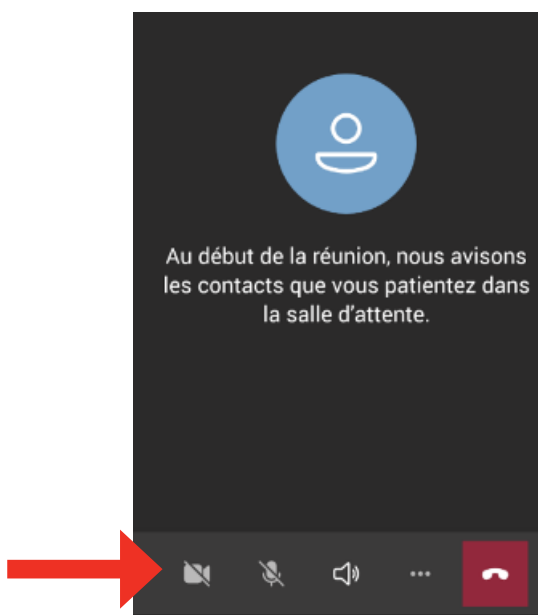 Au début de la réunion, nous avisons
les contacts que vous patientez dans
la salle d'attente.